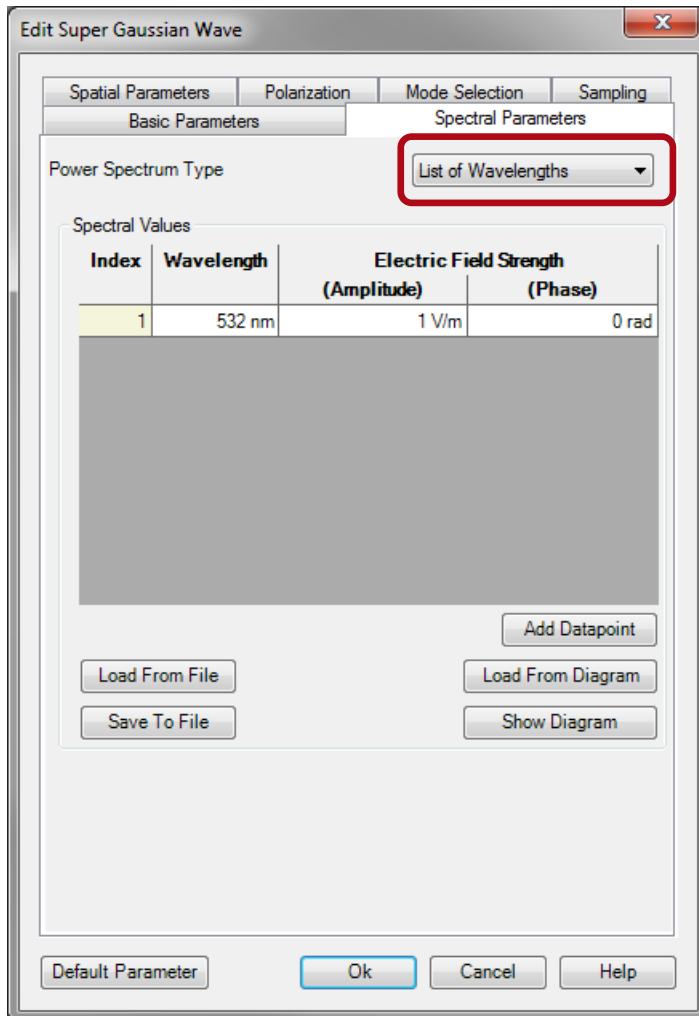 Edit Super Gaussian Wave
Spatial Parameters Polarization Mode Selection Sampling
Basic Parameters Spectral Parameters
Power Spectrum Type List of Wavelengths
Spectral Values
Index Wavelength Electric Field Strength
(Amplitude) (Phase)
1 532 nm 1 V/m 0 rad
Add Datapoint
Load From File Load From Diagram
Save To File Show Diagram
Default Parameter Ok Cancel Help